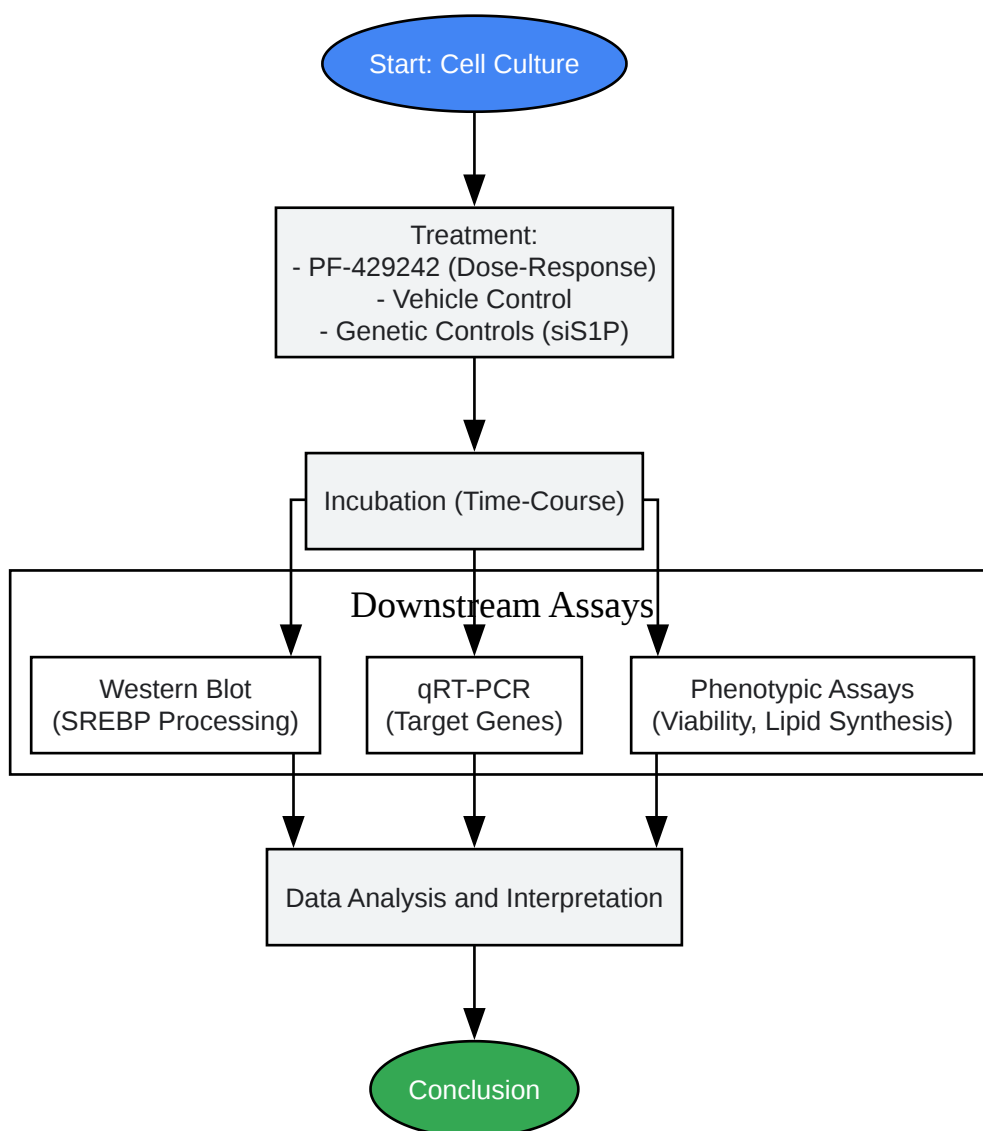 Start: Cell Culture
Treatment:
- PF-429242 (Dose-Response)
- Vehicle Control
- Genetic Controls (siS1P)
Incubation (Time-Course)
Downstream Assays
Western Blot
(SREBP Processing)
qRT-PCR
(Target Genes)
Phenotypic Assays
(Viability, Lipid Synthesis)
Data Analysis and Interpretation
Conclusion